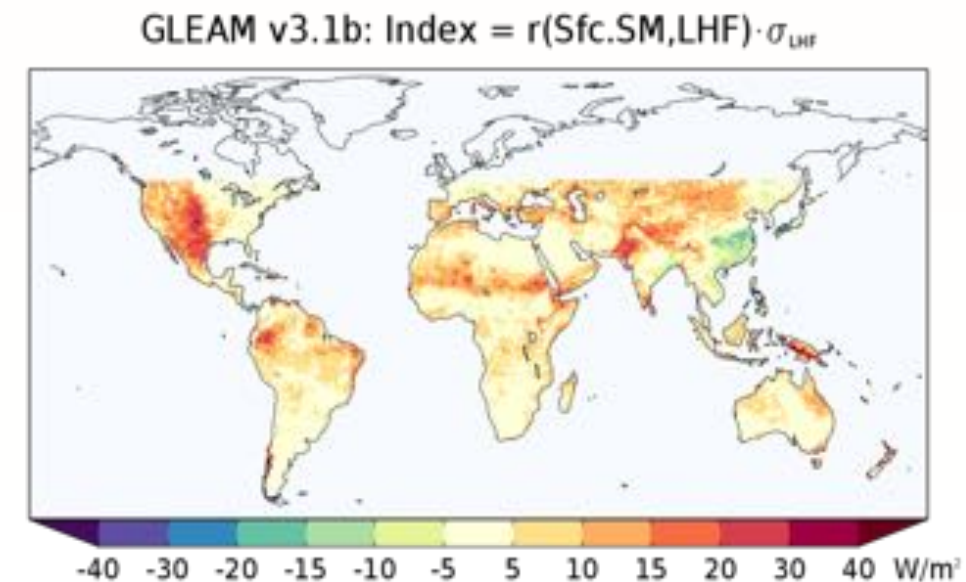 GLEAM v3.1b: Index = r(Sfc.SM,LHF)·σ_LHF
-40 -30 -20 -15 -10 -5 5 10 15 20 30 40 W/m²